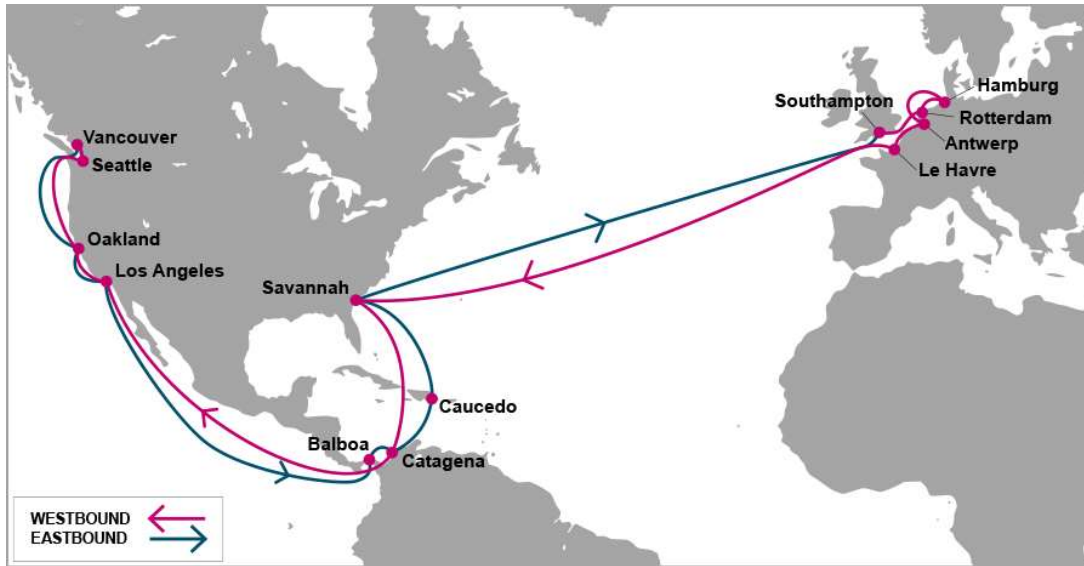 Hamburg
Southampton
Rotterdam
Vancouver
Antwerp
Seattle
Le Havre
Oakland
Los Angeles
Savannah
Caucedo
Balboa
Catagena
WESTBOUND
EASTBOUND